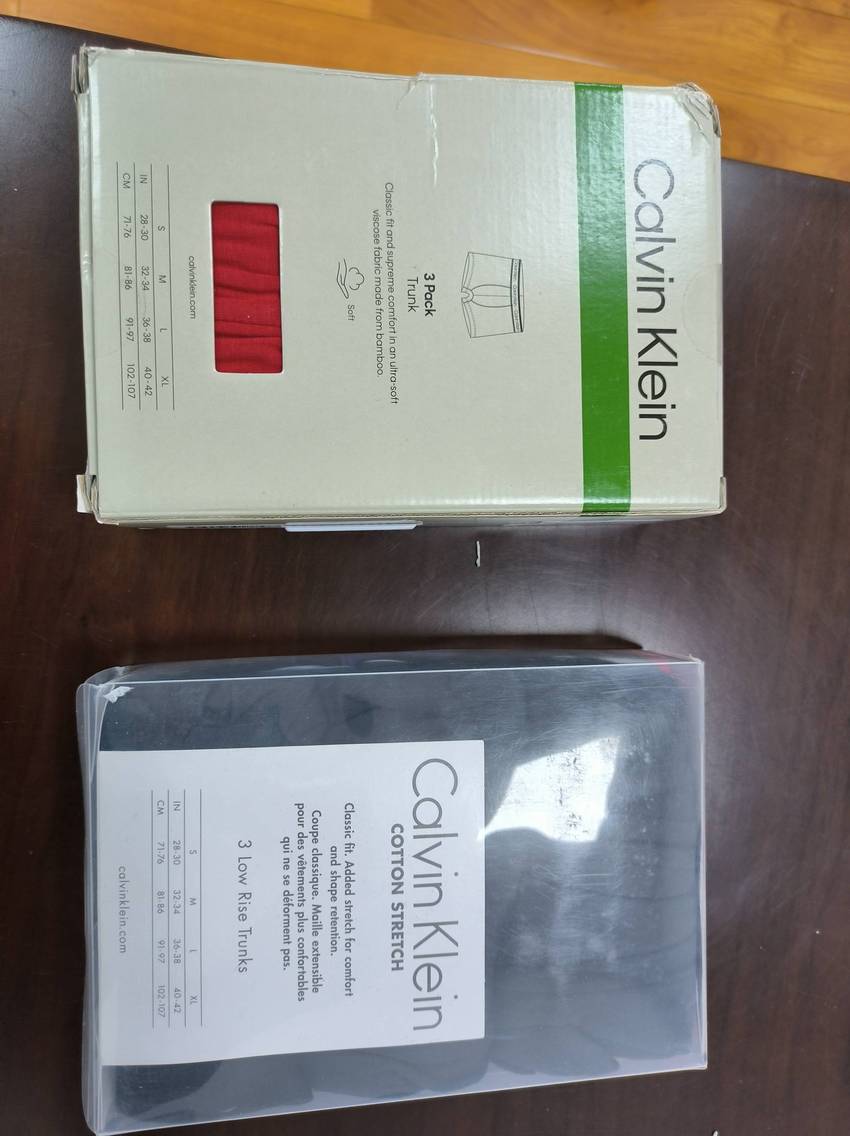 Calvin Klein
3 Pack
Trunk
Classic fit and supreme comfort in an ultra-soft
viscose fabric made from bamboo.
Soft
calvinklein.com
S M L XL
IN 28-30 32-34 36-38 40-42
CM 71-76 81-86 91-97 102-107
Calvin Klein
COTTON STRETCH
Classic fit. Added stretch for comfort
and shape retention.
Coupe classique. Maille extensible
pour des vêtements plus confortables
qui ne se déforment pas.
3 Low Rise Trunks
S M L XL
IN 28-30 32-34 36-38 40-42
CM 71-76 81-86 91-97 102-107
calvinklein.com